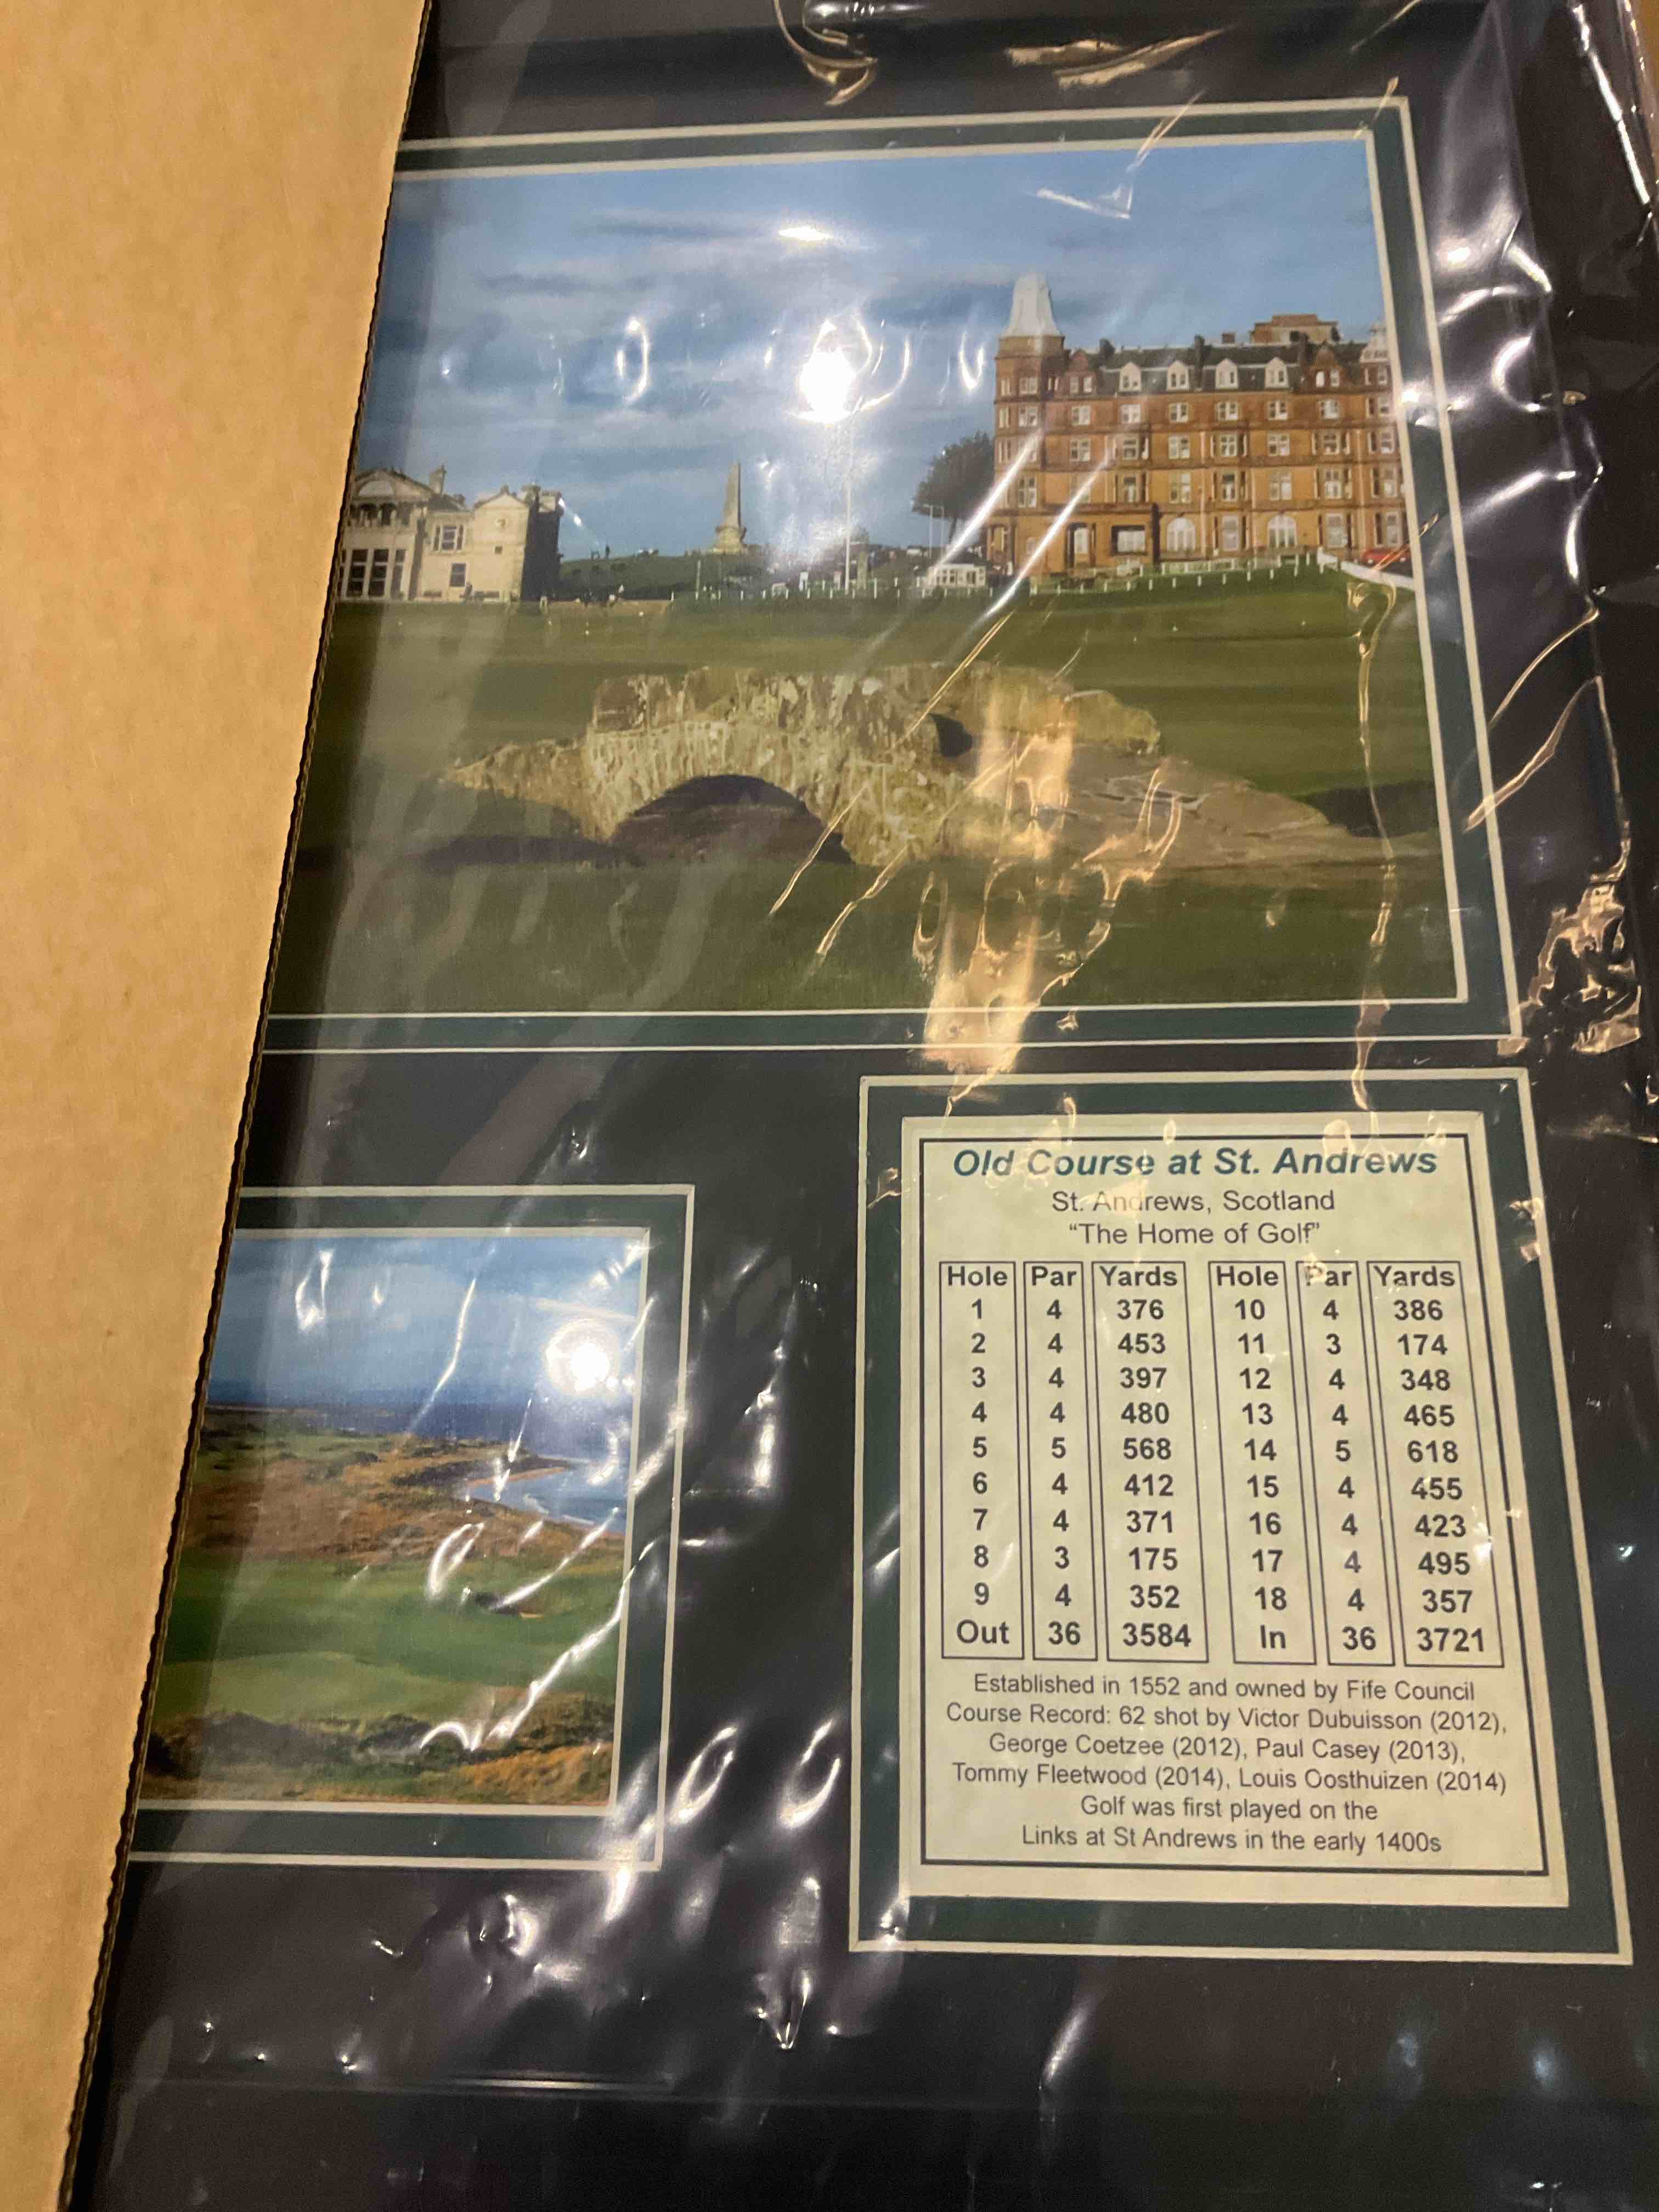 Old Course at St. Andrews
St. Andrews, Scotland
“The Home of Golf”
Hole Par Yards Hole Par Yards
1 4 376 10 4 386
2 4 453 11 3 174
3 4 397 12 4 348
4 4 480 13 4 465
5 5 568 14 5 618
6 4 412 15 4 455
7 4 371 16 4 423
8 3 175 17 4 495
9 4 352 18 4 357
Out 36 3584 In 36 3721
Established in 1552 and owned by Fife Council
Course Record: 62 shot by Victor Dubuisson (2012),
George Coetzee (2012), Paul Casey (2013),
Tommy Fleetwood (2014), Louis Oosthuizen (2014)
Golf was first played on the
Links at St Andrews in the early 1400s